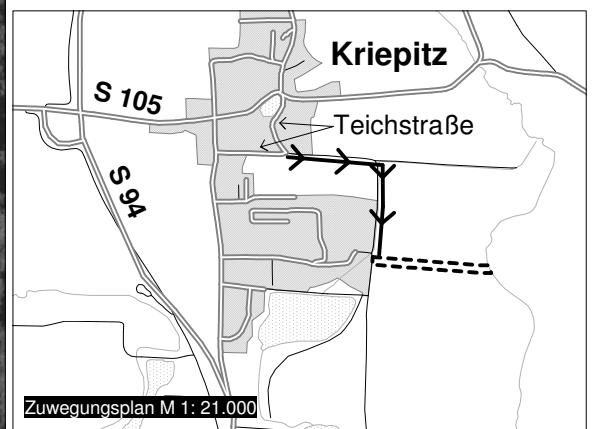 Kriepitz
S 105
Teichstraße
S 94
Zuwegungsplan M 1: 21.000